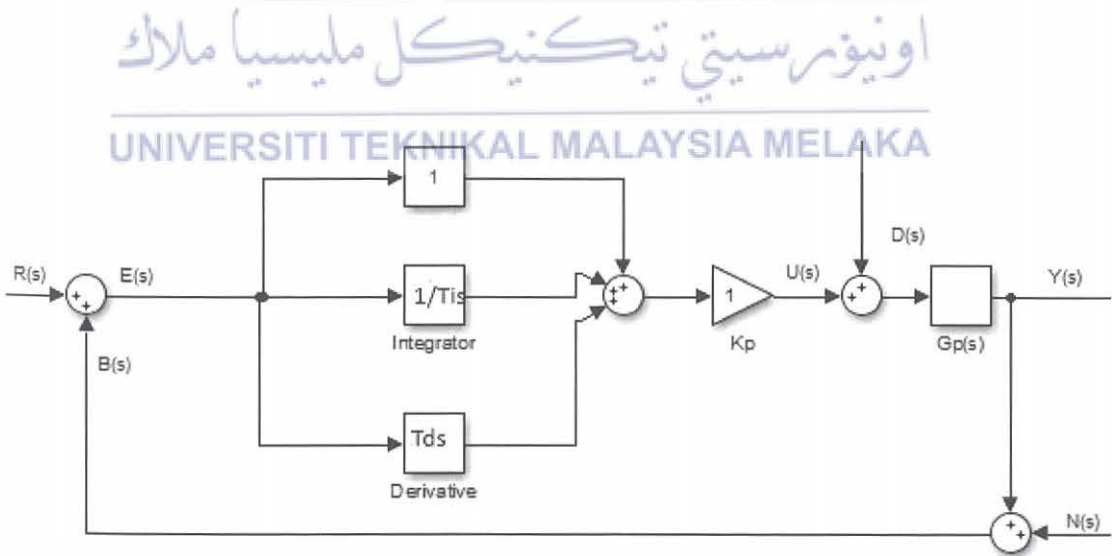 اونيۏرسيتي تيكنيكل مليسيا ملاك
UNIVERSITI TEKNIKAL MALAYSIA MELAKA
1
D(s)
R(s)
E(s)
U(s)
Y(s)
+
+
1/Tis
+
+
+
1
+
+
Integrator
Kp
Gp(s)
B(s)
Tds
Derivative
N(s)
+
+